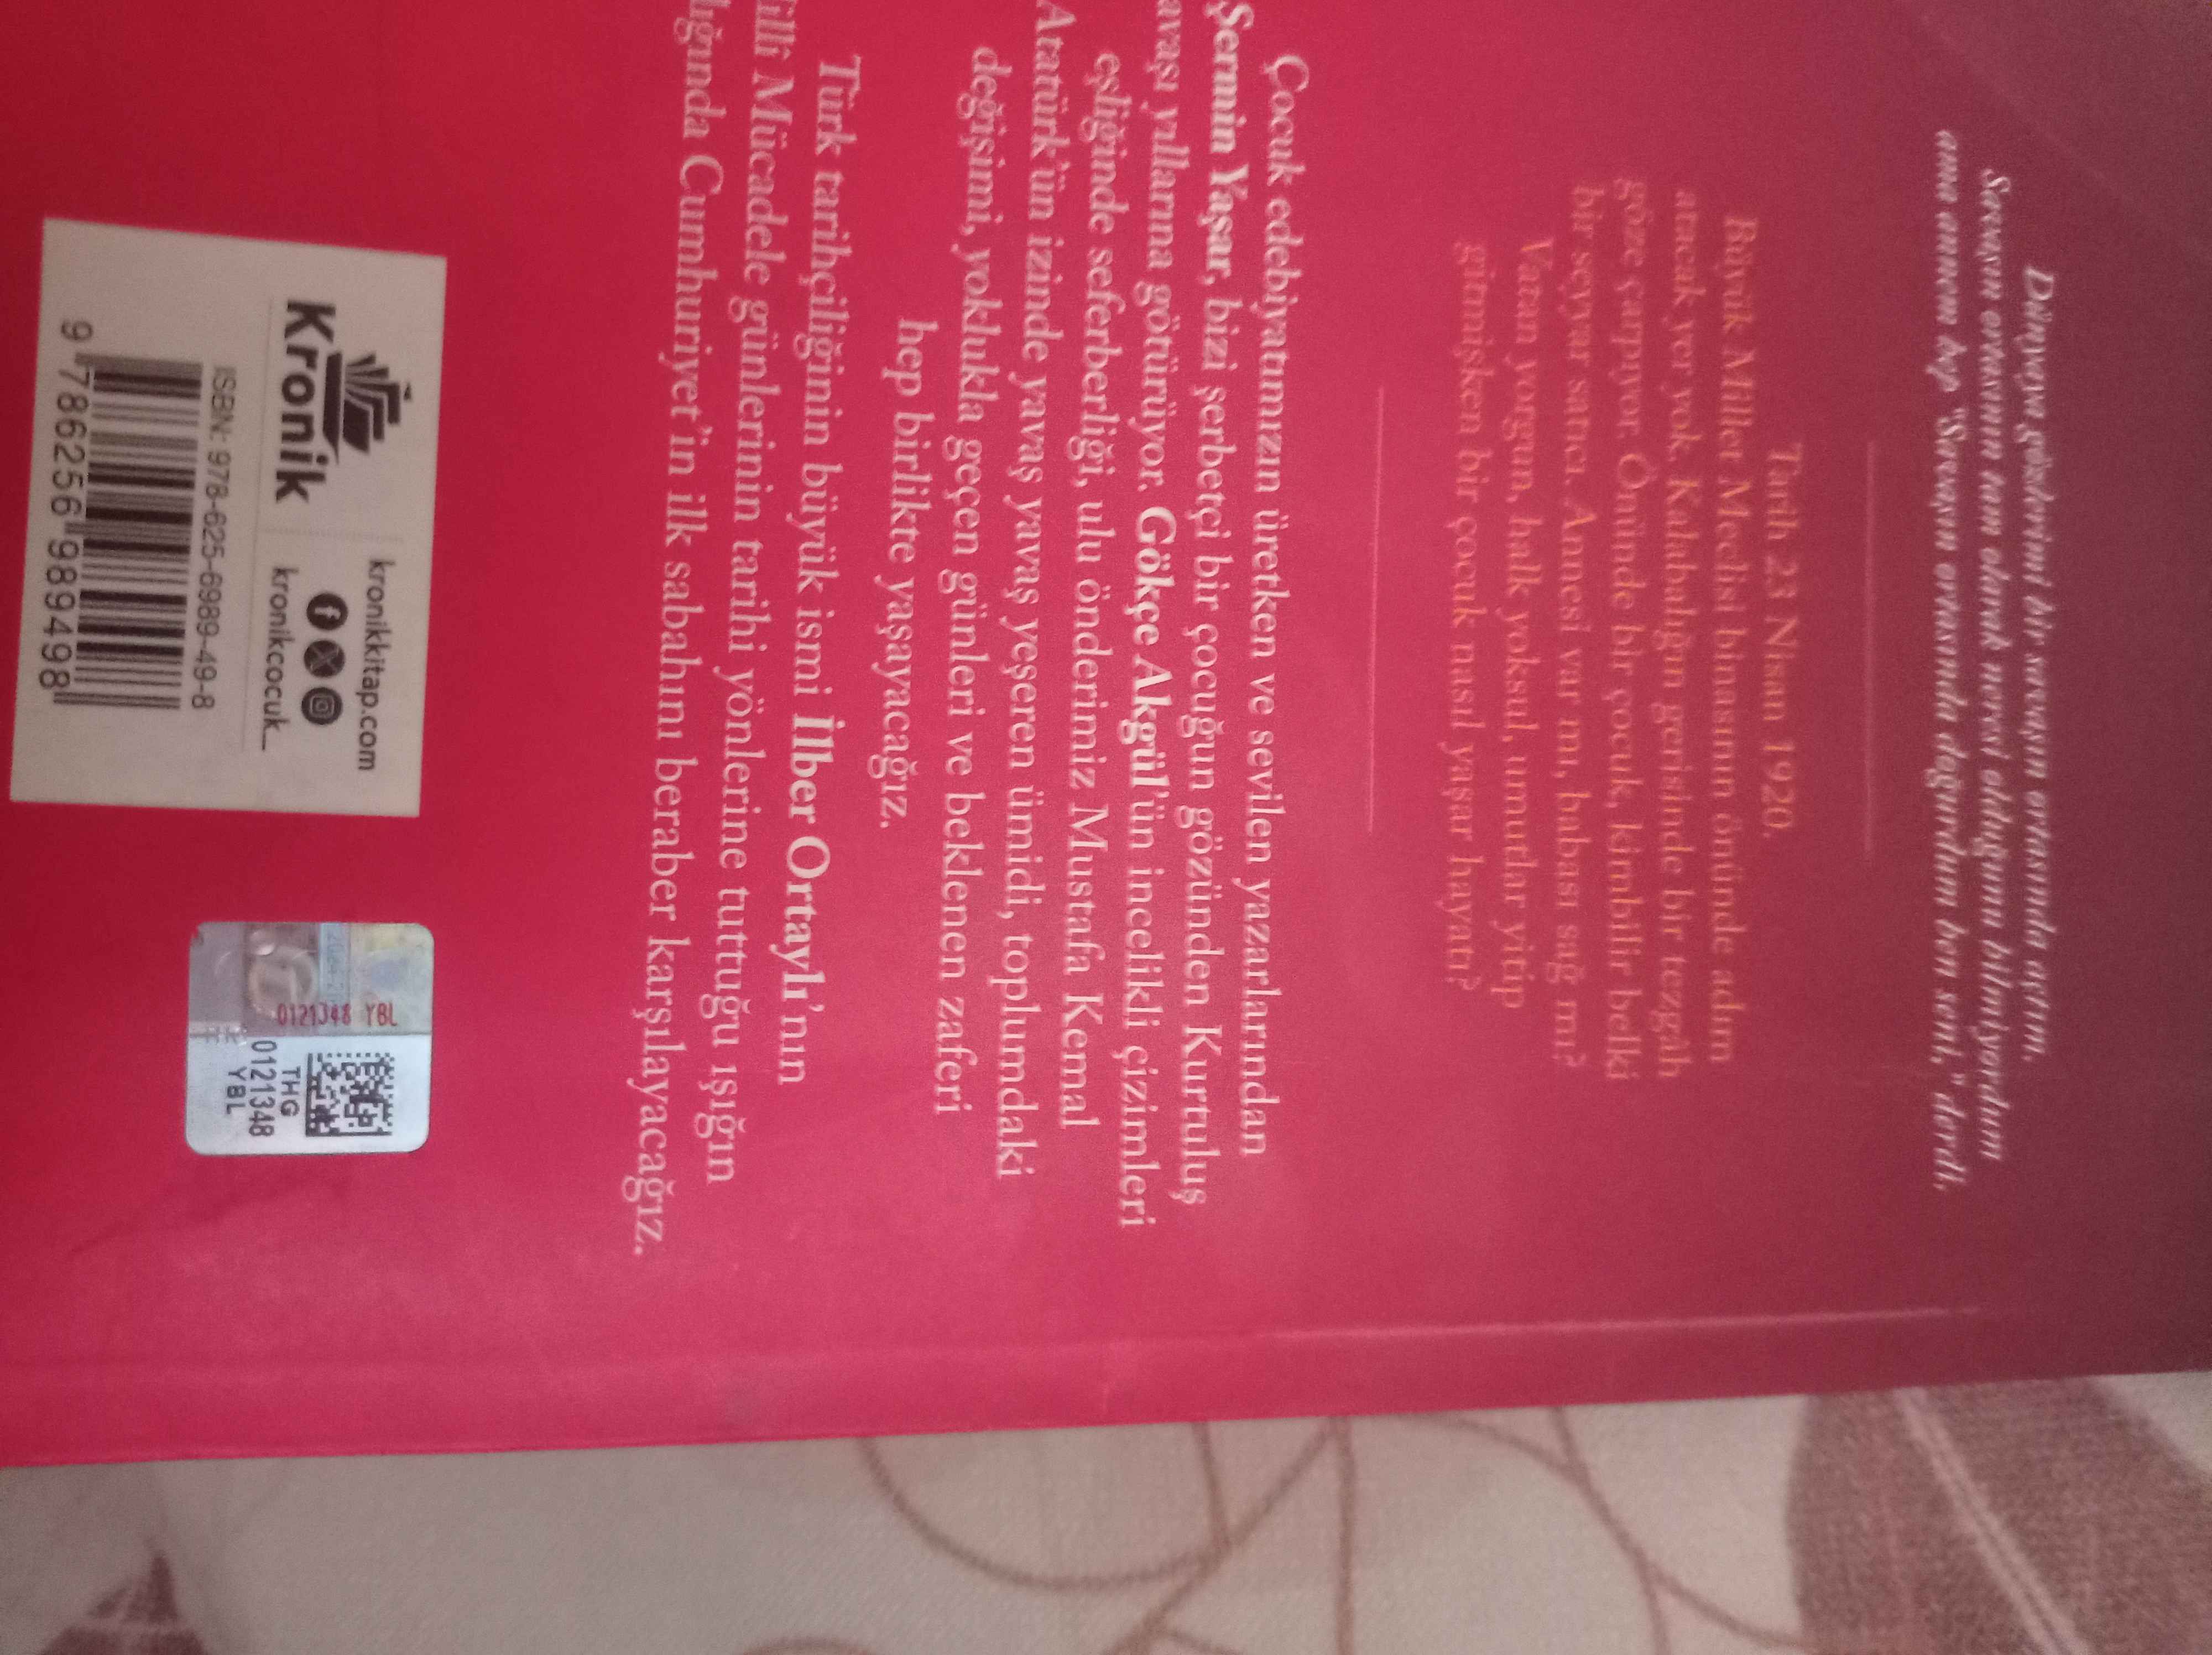 Dünyaya gözlerimi bir savaşın ortasında açtım.
Savaşın ortasının tam olarak neresi olduğunu bilmiyordum
ama annem hep "Savaşın ortasında doğurdum ben seni," derdi.
Tarih 23 Nisan 1920.
Büyük Millet Meclisi binasının önünde adım
atacak yer yok. Kalabalığın gerisinde bir tezgâh
göze çarpıyor. Önünde bir çocuk, kimbilir belki
bir seyyar satıcı. Annesi var mı, babası sağ mı?
Vatan yorgun, halk yoksul, umutlar yitip
gitmişken bir çocuk nasıl yaşar hayatı?
Çocuk edebiyatımızın üretken ve sevilen yazarlarından
Şermin Yaşar, bizi şerbetçi bir çocuğun gözünden Kurtuluş
avaşı yıllarına götürüyor. Gökçe Akgül'ün incelikli çizimleri
eşliğinde seferberliği, ulu önderimiz Mustafa Kemal
Atatürk'ün izinde yavaş yavaş yeşeren ümidi, toplumdaki
değişimi, yoklukla geçen günleri ve beklenen zaferi
hep birlikte yaşayacağız.
Türk tarihçiliğinin büyük ismi İlber Ortaylı'nın
illi Mücadele günlerinin tarihi yönlerine tuttuğu ışığın
lığında Cumhuriyet'in ilk sabahını beraber karşılayacağız.
Kronik
kronikkitap.com
kronikcocuk_
ISBN: 978-625-6989-49-8
9 786256 989498
0121348 YBL
THG
0121348
YBL